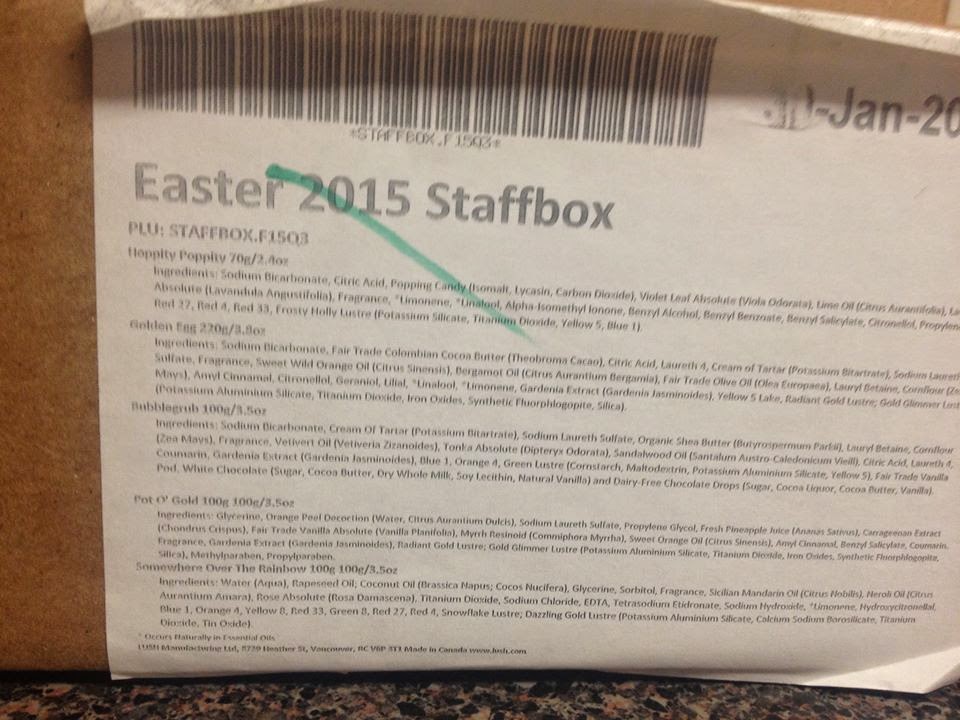 *STAFFBOX.F15Q3*
-Jan-20
Easter 2015 Staffbox
PLU: STAFFBOX.F15Q3
Hoppity Poppity 70g/2.4oz
Ingredients: Sodium Bicarbonate, Citric Acid, Popping Candy (Isomalt, Lycasin, Carbon Dioxide), Violet Leaf Absolute (Viola Odorata), Lime Oil (Citrus Aurantifolia), La
Absolute (Lavandula Angustifolia), Fragrance, *Limonene, *Linalool, Alpha-Isomethyl Ionone, Benzyl Alcohol, Benzyl Benzoate, Benzyl Salicylate, Citronellol, Propylen
Red 27, Red 4, Red 33, Frosty Holly Lustre (Potassium Silicate, Titanium Dioxide, Yellow 5, Blue 1).
Golden Egg 220g/3.8oz
Ingredients: Sodium Bicarbonate, Fair Trade Colombian Cocoa Butter (Theobroma Cacao), Citric Acid, Laureth 4, Cream of Tartar (Potassium Bitartrate), Sodium Laureth
Sulfate, Fragrance, Sweet Wild Orange Oil (Citrus Sinensis), Bergamot Oil (Citrus Aurantium Bergamia), Fair Trade Olive Oil (Olea Europaea), Lauryl Betaine, Cornflour (Zea
Mays), Amyl Cinnamal, Citronellol, Geraniol, Lilial, *Linalool, *Limonene, Gardenia Extract (Gardenia Jasminoides), Yellow 5 Lake, Radiant Gold Lustre; Gold Glimmer Lust
(Potassium Aluminium Silicate, Titanium Dioxide, Iron Oxides, Synthetic Fluorphlogopite, Silica).
Bubblegrub 100g/3.5oz
Ingredients: Sodium Bicarbonate, Cream Of Tartar (Potassium Bitartrate), Sodium Laureth Sulfate, Organic Shea Butter (Butyrospermum Parkii), Lauryl Betaine, Cornflour
(Zea Mays), Fragrance, Vetivert Oil (Vetiveria Zizanoides), Tonka Absolute (Dipteryx Odorata), Sandalwood Oil (Santalum Austro-Caledonicum Vieill), Citric Acid, Laureth 4,
Coumarin, Gardenia Extract (Gardenia Jasminoides), Blue 1, Orange 4, Green Lustre (Cornstarch, Maltodextrin, Potassium Aluminium Silicate, Yellow 5), Fair Trade Vanilla
Pod, White Chocolate (Sugar, Cocoa Butter, Dry Whole Milk, Soy Lecithin, Natural Vanilla) and Dairy-Free Chocolate Drops (Sugar, Cocoa Liquor, Cocoa Butter, Vanilla).
Pot O' Gold 100g 100g/3.5oz
Ingredients: Glycerine, Orange Peel Decoction (Water, Citrus Aurantium Dulcis), Sodium Laureth Sulfate, Propylene Glycol, Fresh Pineapple Juice (Ananas Sativus), Carrageenan Extract
(Chondrus Crispus), Fair Trade Vanilla Absolute (Vanilla Planifolia), Myrrh Resinoid (Commiphora Myrrha), Sweet Orange Oil (Citrus Sinensis), Amyl Cinnamal, Benzyl Salicylate, Coumarin,
Fragrance, Gardenia Extract (Gardenia Jasminoides), Radiant Gold Lustre; Gold Glimmer Lustre (Potassium Aluminium Silicate, Titanium Dioxide, Iron Oxides, Synthetic Fluorphlogopite,
Silica), Methylparaben, Propylparaben.
Somewhere Over The Rainbow 100g 100g/3.5oz
Ingredients: Water (Aqua), Rapeseed Oil; Coconut Oil (Brassica Napus; Cocos Nucifera), Glycerine, Sorbitol, Fragrance, Sicilian Mandarin Oil (Citrus Nobilis), Neroli Oil (Citrus
Aurantium Amara), Rose Absolute (Rosa Damascena), Titanium Dioxide, Sodium Chloride, EDTA, Tetrasodium Etidronate, Sodium Hydroxide, *Limonene, Hydroxycitronellal,
Blue 1, Orange 4, Yellow 8, Red 33, Green 8, Red 27, Red 4, Snowflake Lustre; Dazzling Gold Lustre (Potassium Aluminium Silicate, Calcium Sodium Borosilicate, Titanium
Dioxide, Tin Oxide).
* Occurs Naturally in Essential Oils
LUSH Manufacturing Ltd, 8739 Heather St, Vancouver, BC V6P 3T1 Made in Canada www.lush.com